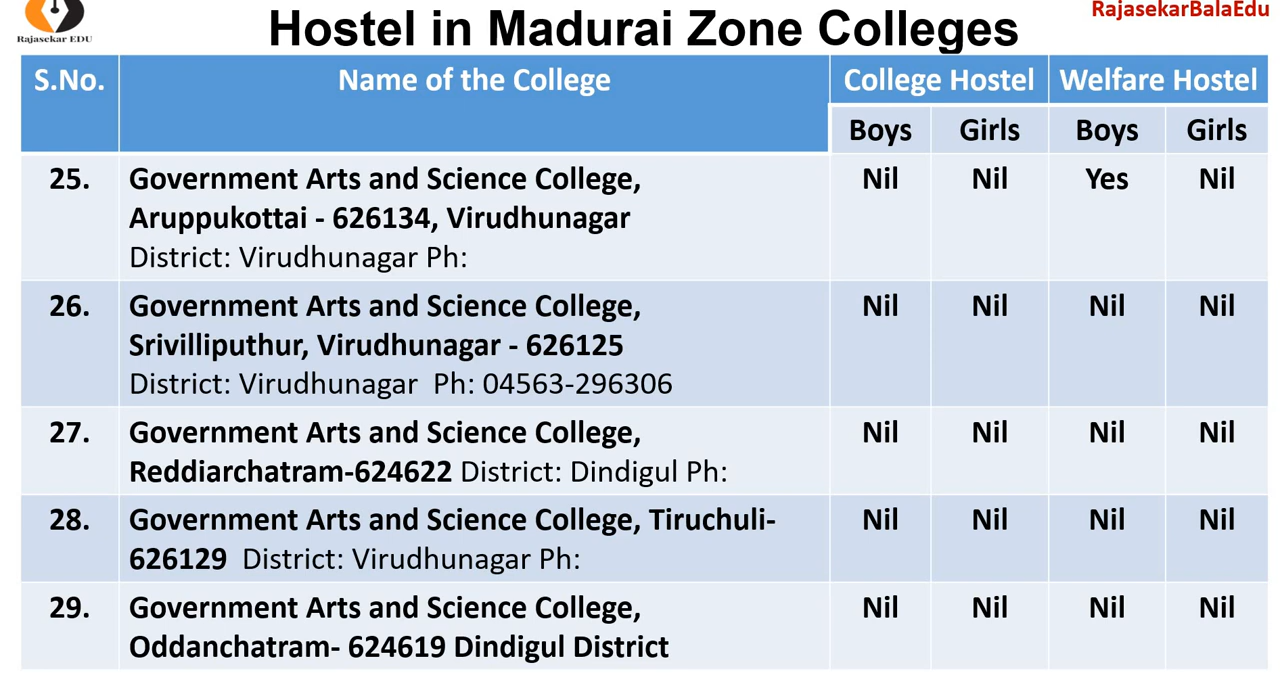 Rajasekar EDU
RajasekarBalaEdu
Hostel in Madurai Zone Colleges
S.No. Name of the College College Hostel Welfare Hostel
Boys Girls Boys Girls
25. Government Arts and Science College, Nil Nil Yes Nil
Aruppukottai - 626134, Virudhunagar
District: Virudhunagar Ph:
26. Government Arts and Science College, Nil Nil Nil Nil
Srivilliputhur, Virudhunagar - 626125
District: Virudhunagar Ph: 04563-296306
27. Government Arts and Science College, Nil Nil Nil Nil
Reddiarchatram-624622 District: Dindigul Ph:
28. Government Arts and Science College, Tiruchuli- Nil Nil Nil Nil
626129 District: Virudhunagar Ph:
29. Government Arts and Science College, Nil Nil Nil Nil
Oddanchatram- 624619 Dindigul District